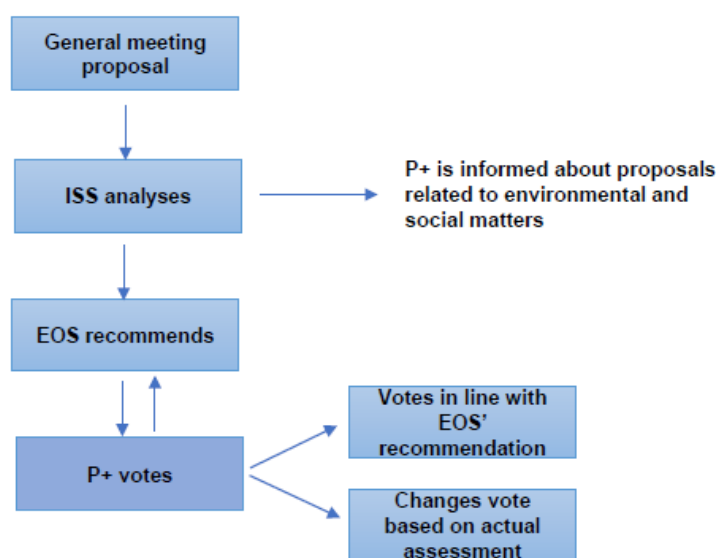 General meeting
proposal
ISS analyses
P+ is informed about proposals
related to environmental and
social matters
EOS recommends
Votes in line with
EOS’
recommendation
P+ votes
Changes vote
based on actual
assessment